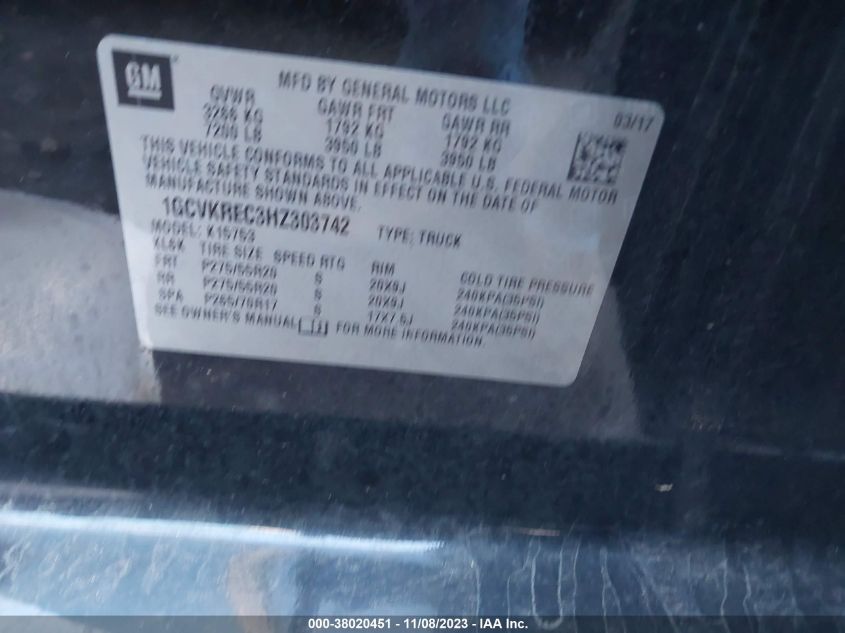 GM
MFD BY GENERAL MOTORS LLC
03/17
GVWR GAWR FRT GAWR RR
3266 KG 1792 KG 1792 KG
7200 LB 3950 LB 3950 LB
THIS VEHICLE CONFORMS TO ALL APPLICABLE U.S. FEDERAL MOTOR
VEHICLE SAFETY STANDARDS IN EFFECT ON THE DATE OF
MANUFACTURE SHOWN ABOVE.
1GCVKREC3HZ303742 TYPE: TRUCK
MODEL: K15753
XL8K TIRE SIZE SPEED RTG RIM COLD TIRE PRESSURE
FRT P275/55R20 S 20X9J 240KPA(35PSI)
RR P275/55R20 S 20X9J 240KPA(35PSI)
SPA P265/70R17 S 17X7.5J 240KPA(35PSI)
SEE OWNER'S MANUAL FOR MORE INFORMATION.
000-38020451 - 11/08/2023 - IAA Inc.